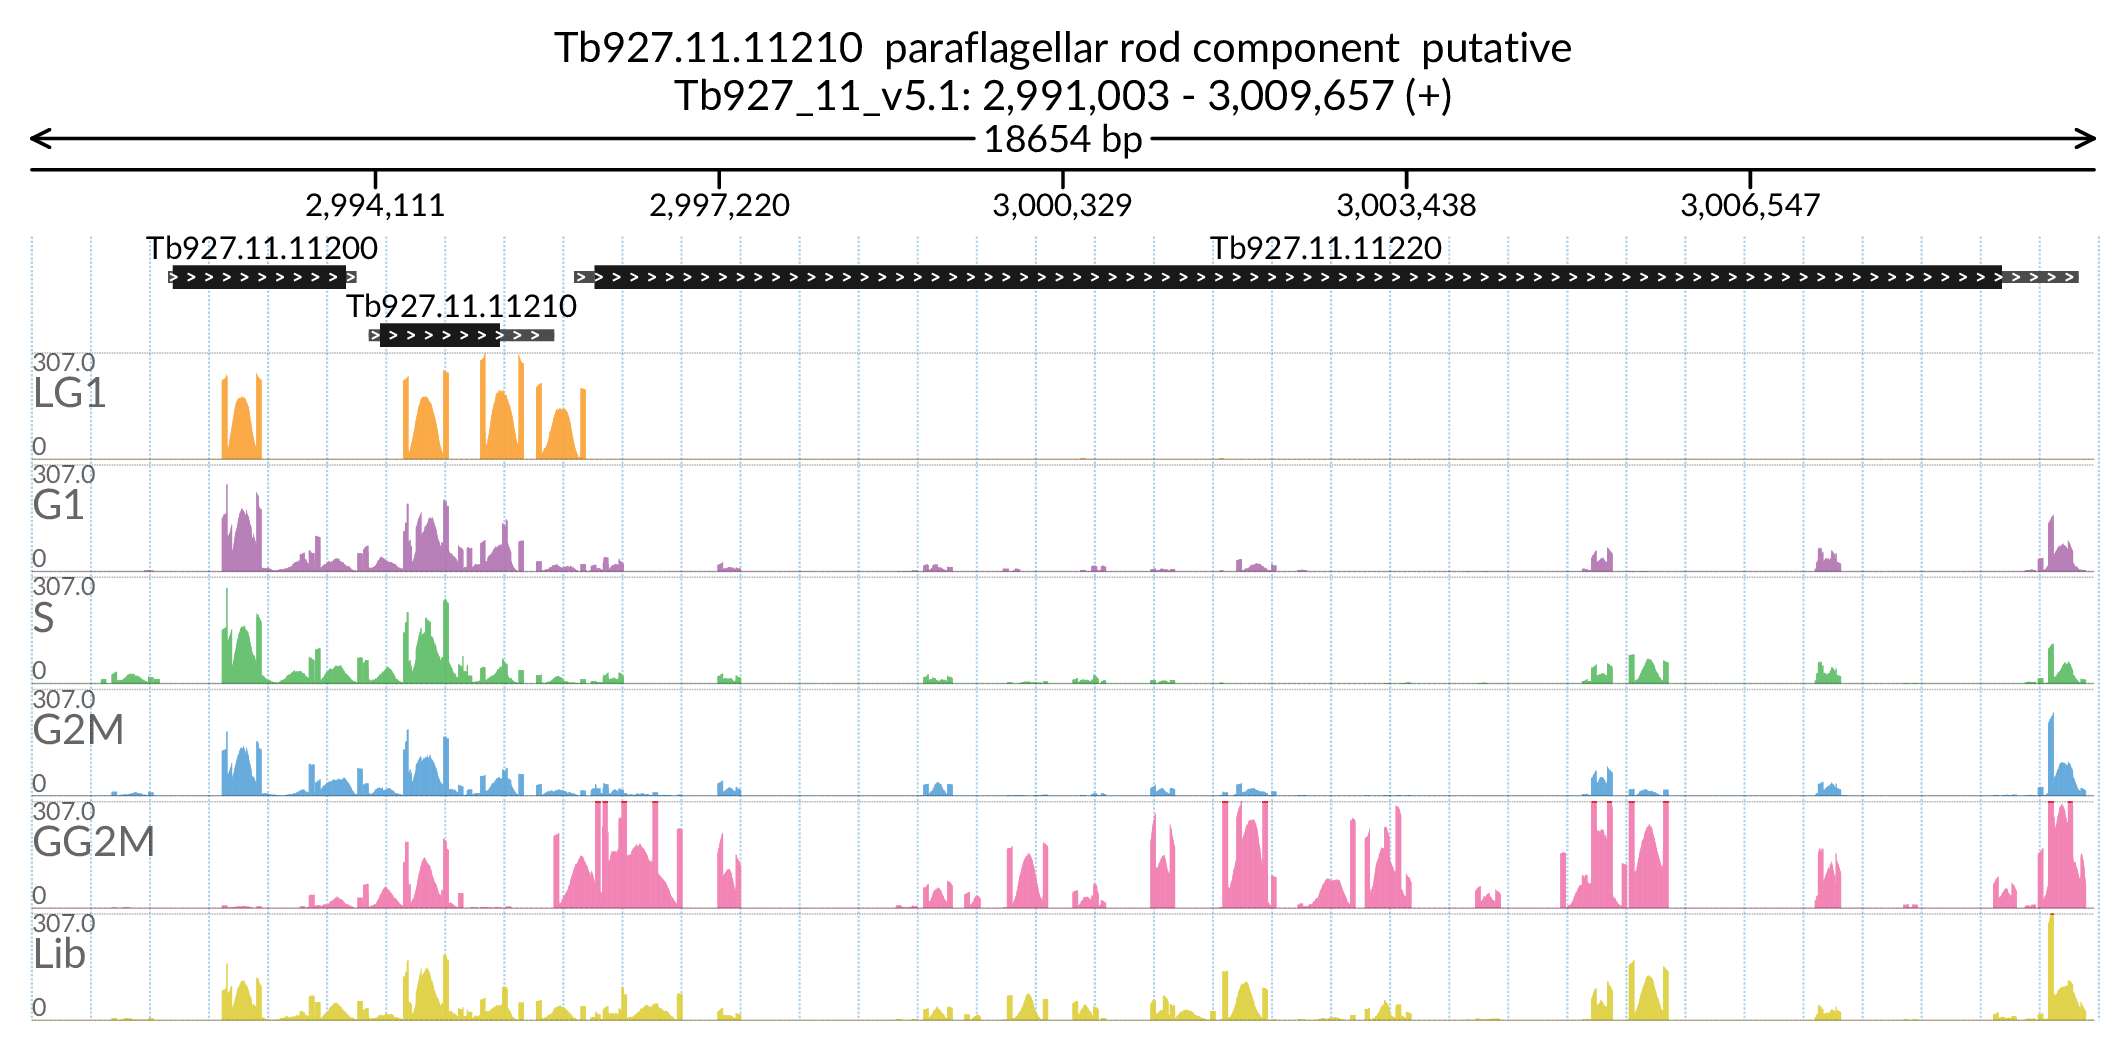 Tb927.11.11210  paraflagellar rod component  putative
Tb927_11_v5.1: 2,991,003 - 3,009,657 (+)
18654 bp
2,994,111 2,997,220 3,000,329 3,003,438 3,006,547
Tb927.11.11200 Tb927.11.11220
Tb927.11.11210
307.0
LG1
0
307.0
G1
0
307.0
S
0
307.0
G2M
0
307.0
GG2M
0
307.0
Lib
0